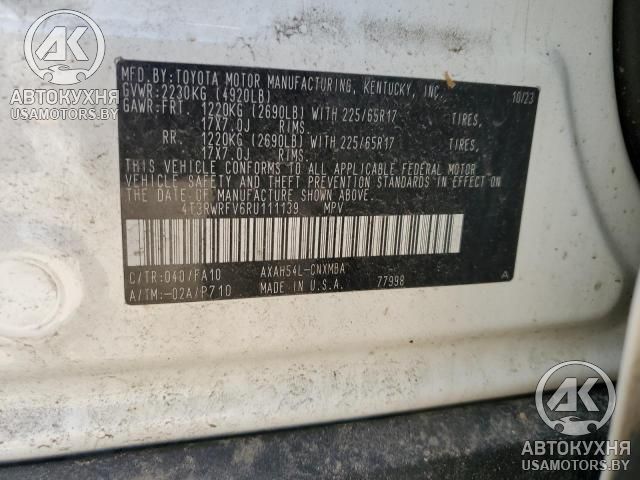 MFD.BY:TOYOTA MOTOR MANUFACTURING, KENTUCKY, INC.
GVWR:2230KG (4920LB) 10/23
GAWR:FRT 1220KG (2690LB) WITH 225/65R17 TIRES,
17X7.0J RIMS.
RR. 1220KG (2690LB) WITH 225/65R17 TIRES,
17X7.0J RIMS.
THIS VEHICLE CONFORMS TO ALL APPLICABLE FEDERAL MOTOR
VEHICLE SAFETY AND THEFT PREVENTION STANDARDS IN EFFECT ON
THE DATE OF MANUFACTURE SHOWN ABOVE.
4T3RWRFV6RU111139 MPV
C/TR:040/FA10 AXAH54L-CNXMBA
A/TM:-02A/P710 MADE IN U.S.A. 77998 A
АК
АВТОКУХНЯ
USAMOTORS.BY
АК
АВТОКУХНЯ
USAMOTORS.BY